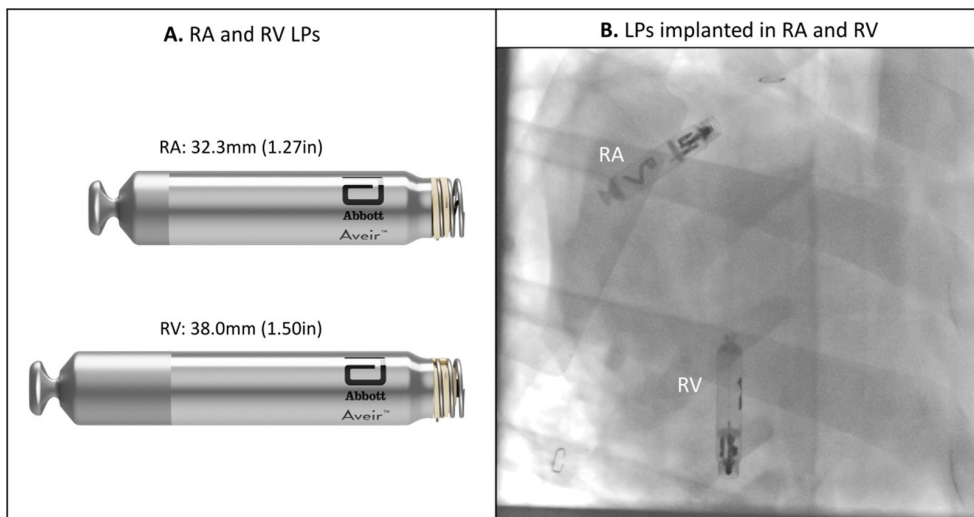 A. RA and RV LPs
RA: 32.3mm (1.27in)
Abbott
Aveir™
RV: 38.0mm (1.50in)
Abbott
Aveir™
B. LPs implanted in RA and RV
RA
RV